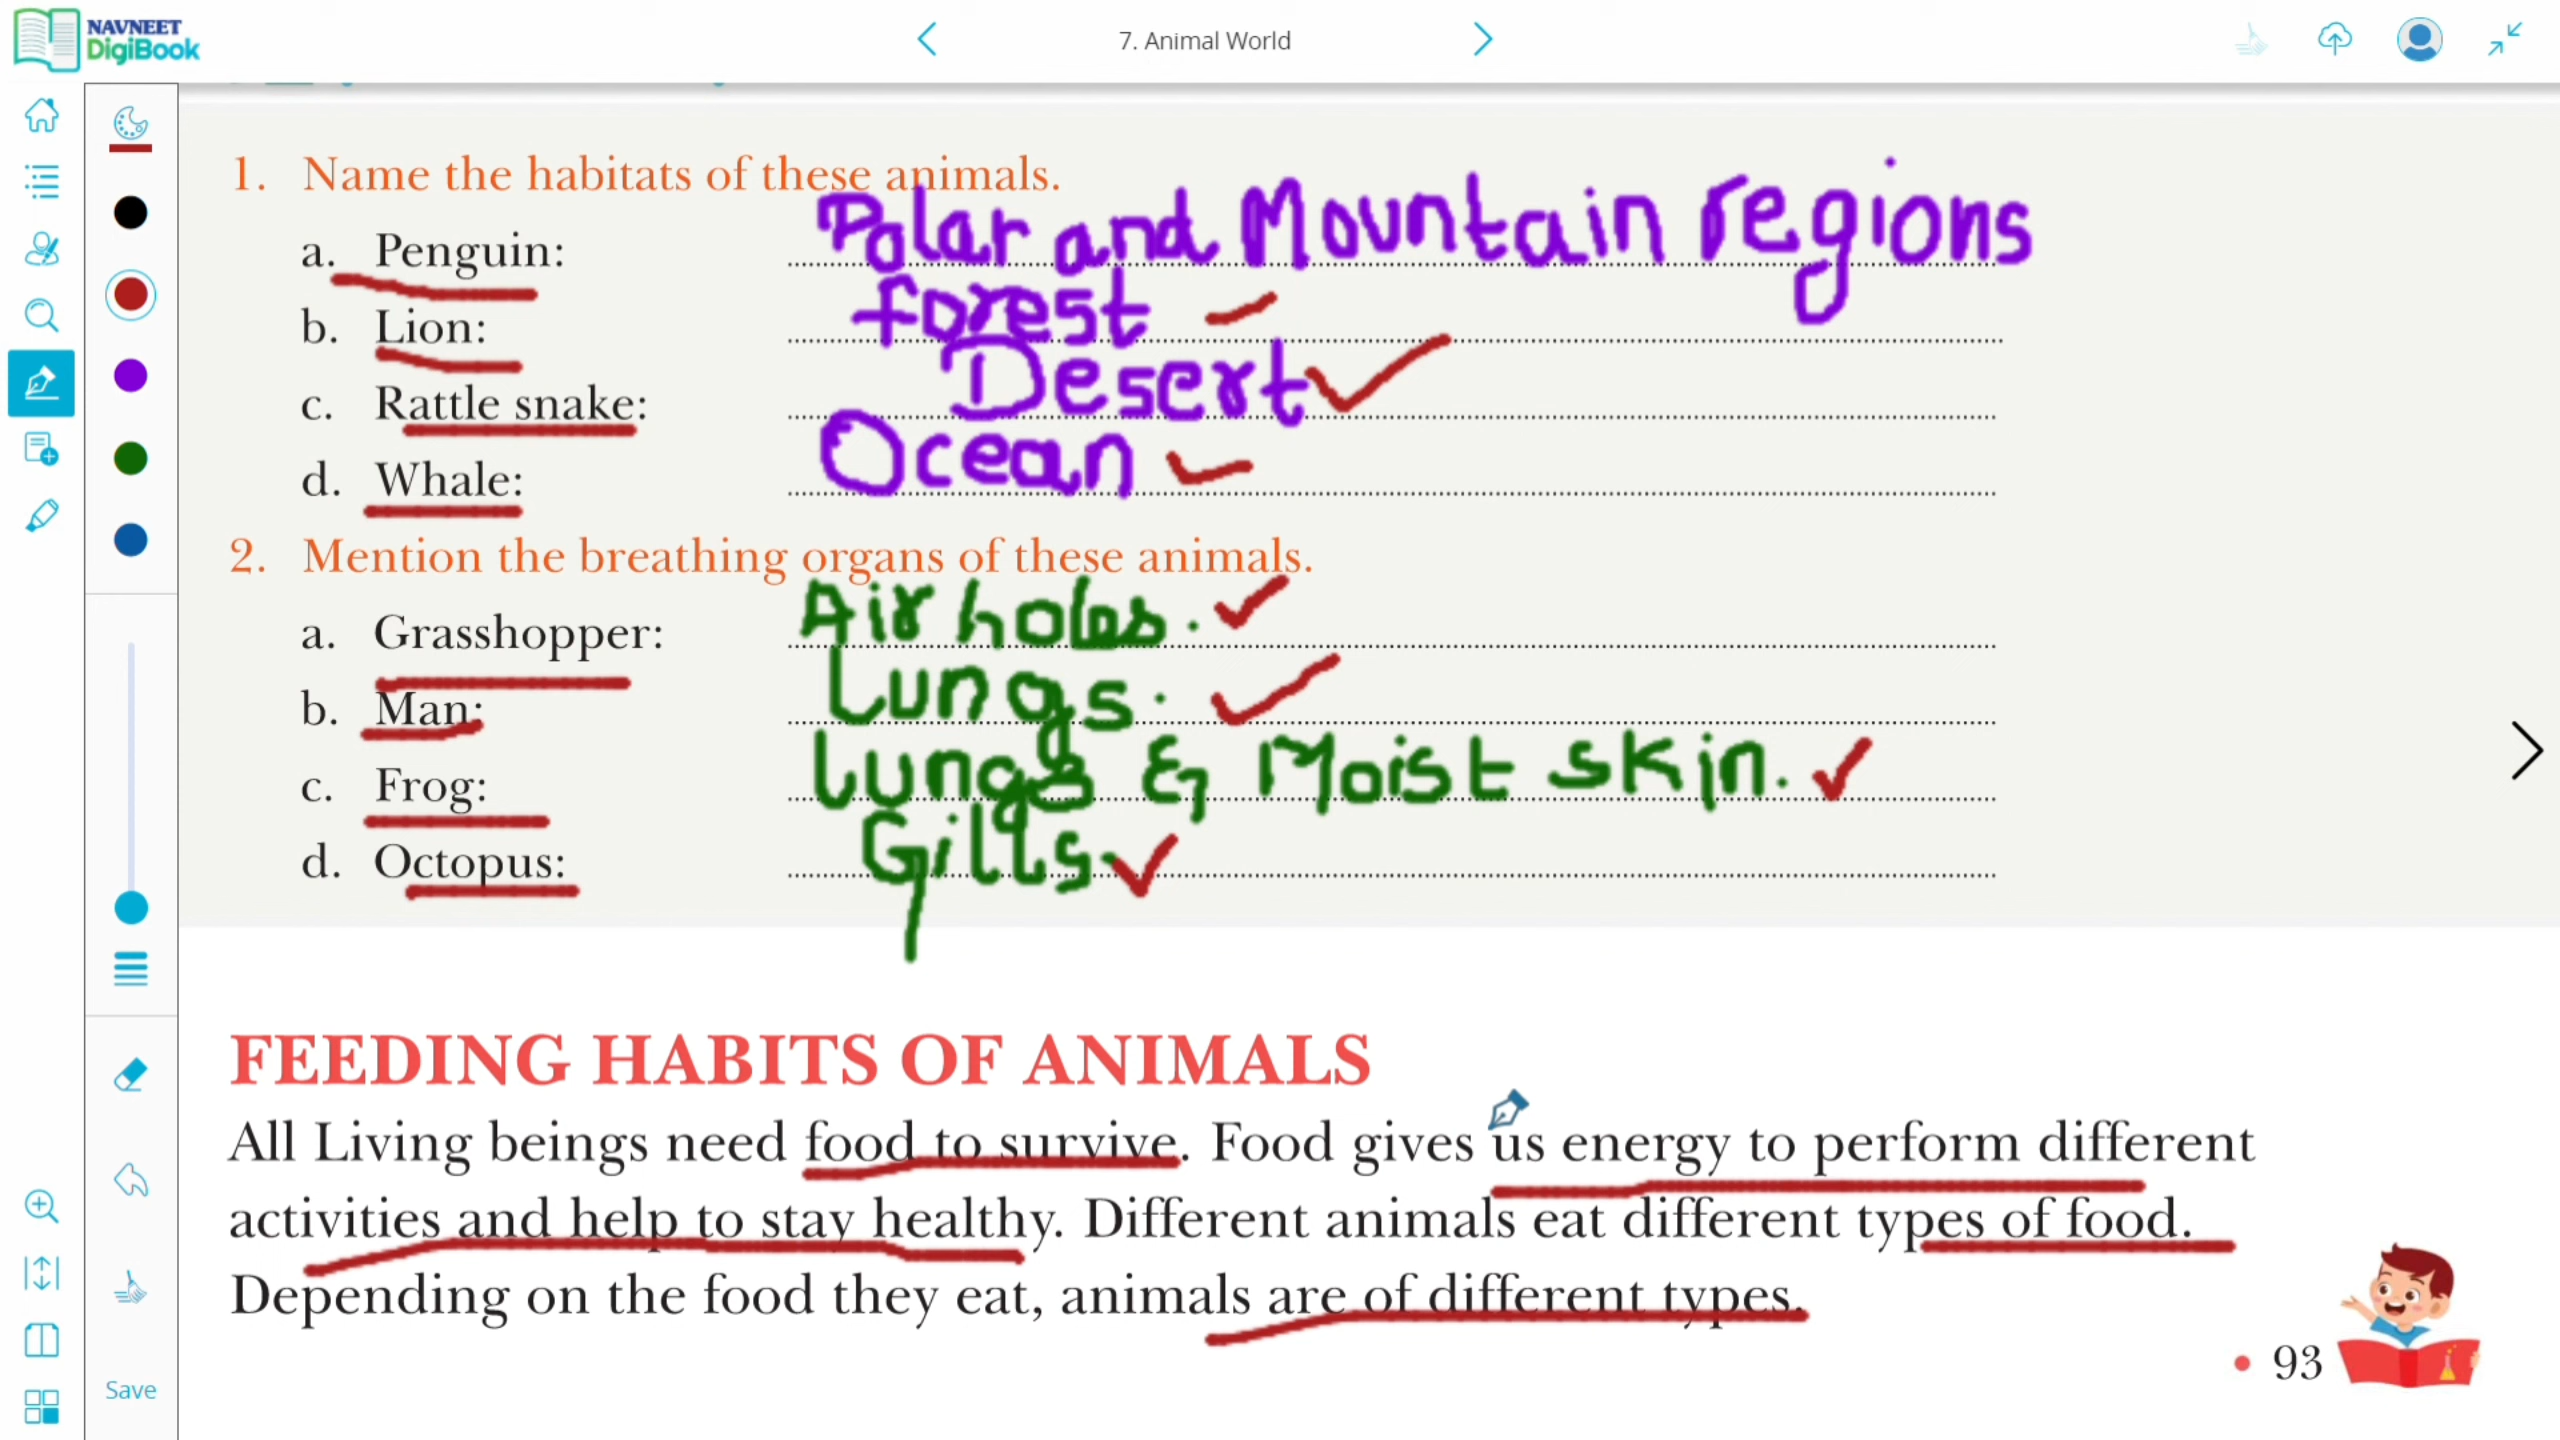 NAVNEET
DigiBook
7. Animal World
1. Name the habitats of these animals.
a. Penguin: Polar and Mountain regions
b. Lion: forest
c. Rattle snake: Desert
d. Whale: Ocean
2. Mention the breathing organs of these animals.
a. Grasshopper: Air holes.
b. Man: Lungs.
c. Frog: Lungs & Moist skin.
d. Octopus: Gills
FEEDING HABITS OF ANIMALS
All Living beings need food to survive. Food gives us energy to perform different
activities and help to stay healthy. Different animals eat different types of food.
Depending on the food they eat, animals are of different types.
• 93
Save